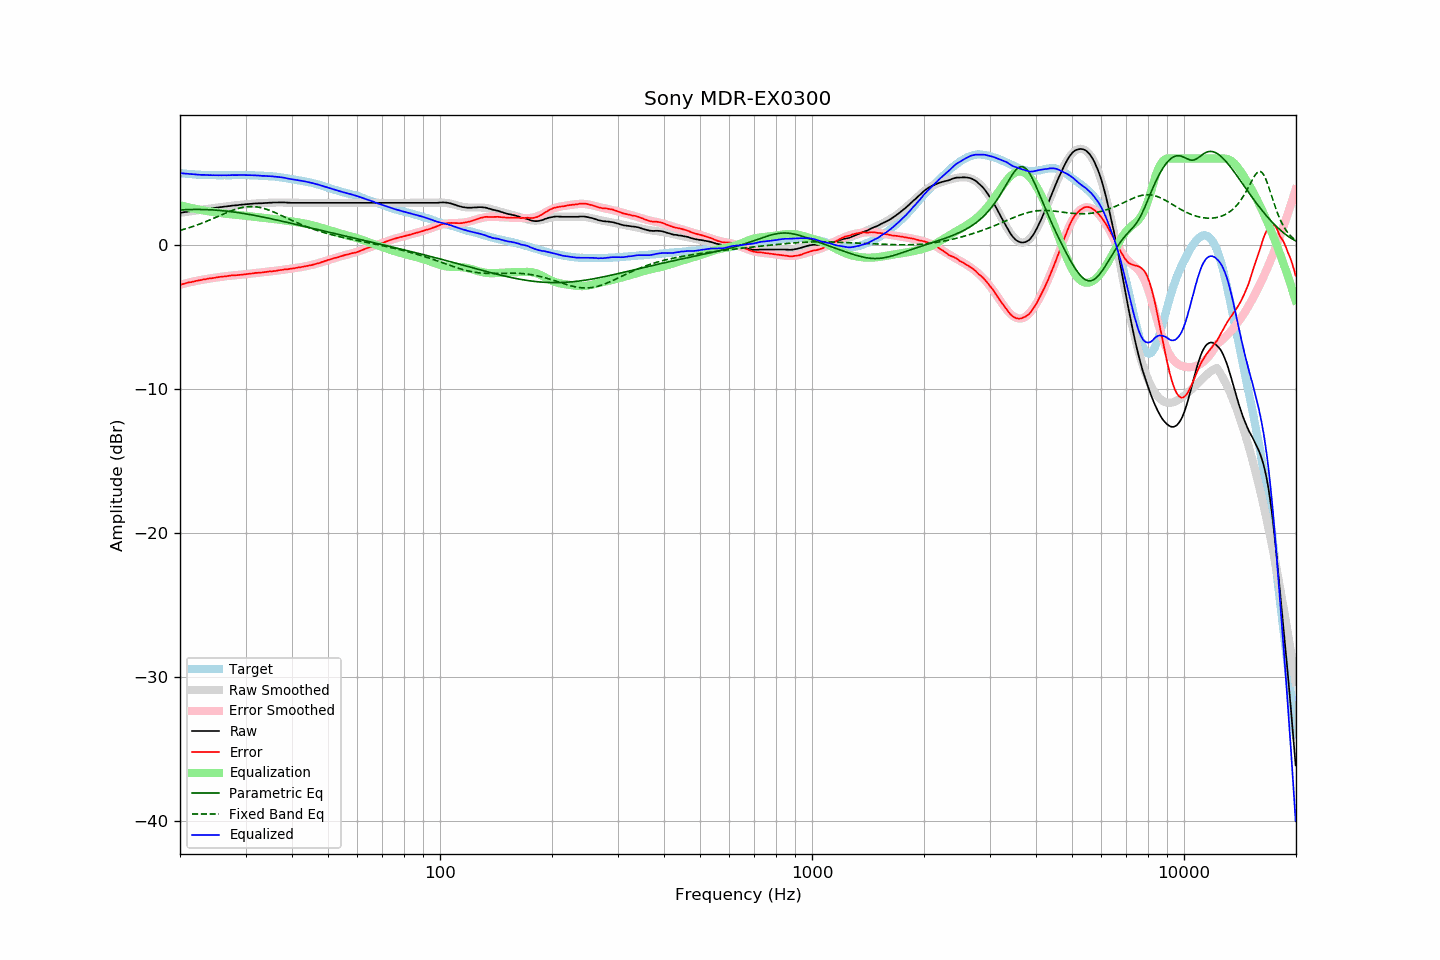 Sony MDR-EX0300
Amplitude (dBr)
0
−10
−20
−30
−40
Target
Raw Smoothed
Error Smoothed
Raw
Error
Equalization
Parametric Eq
Fixed Band Eq
Equalized
100 1000 10000
Frequency (Hz)